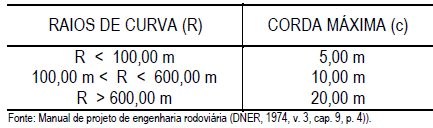 RAIOS DE CURVA (R) CORDA MÁXIMA (c)
R < 100,00 m 5,00 m
100,00 m < R < 600,00 m 10,00 m
R > 600,00 m 20,00 m
Fonte: Manual de projeto de engenharia rodoviária (DNER, 1974, v. 3, cap. 9, p. 4)).